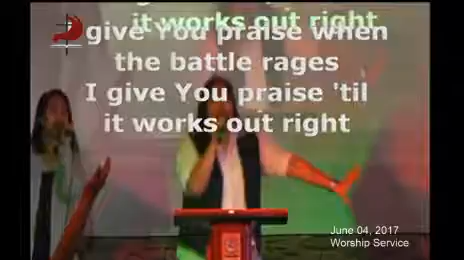 it works out right
give You praise when
the battle rages
I give You praise 'til
it works out right
June 04, 2017
Worship Service